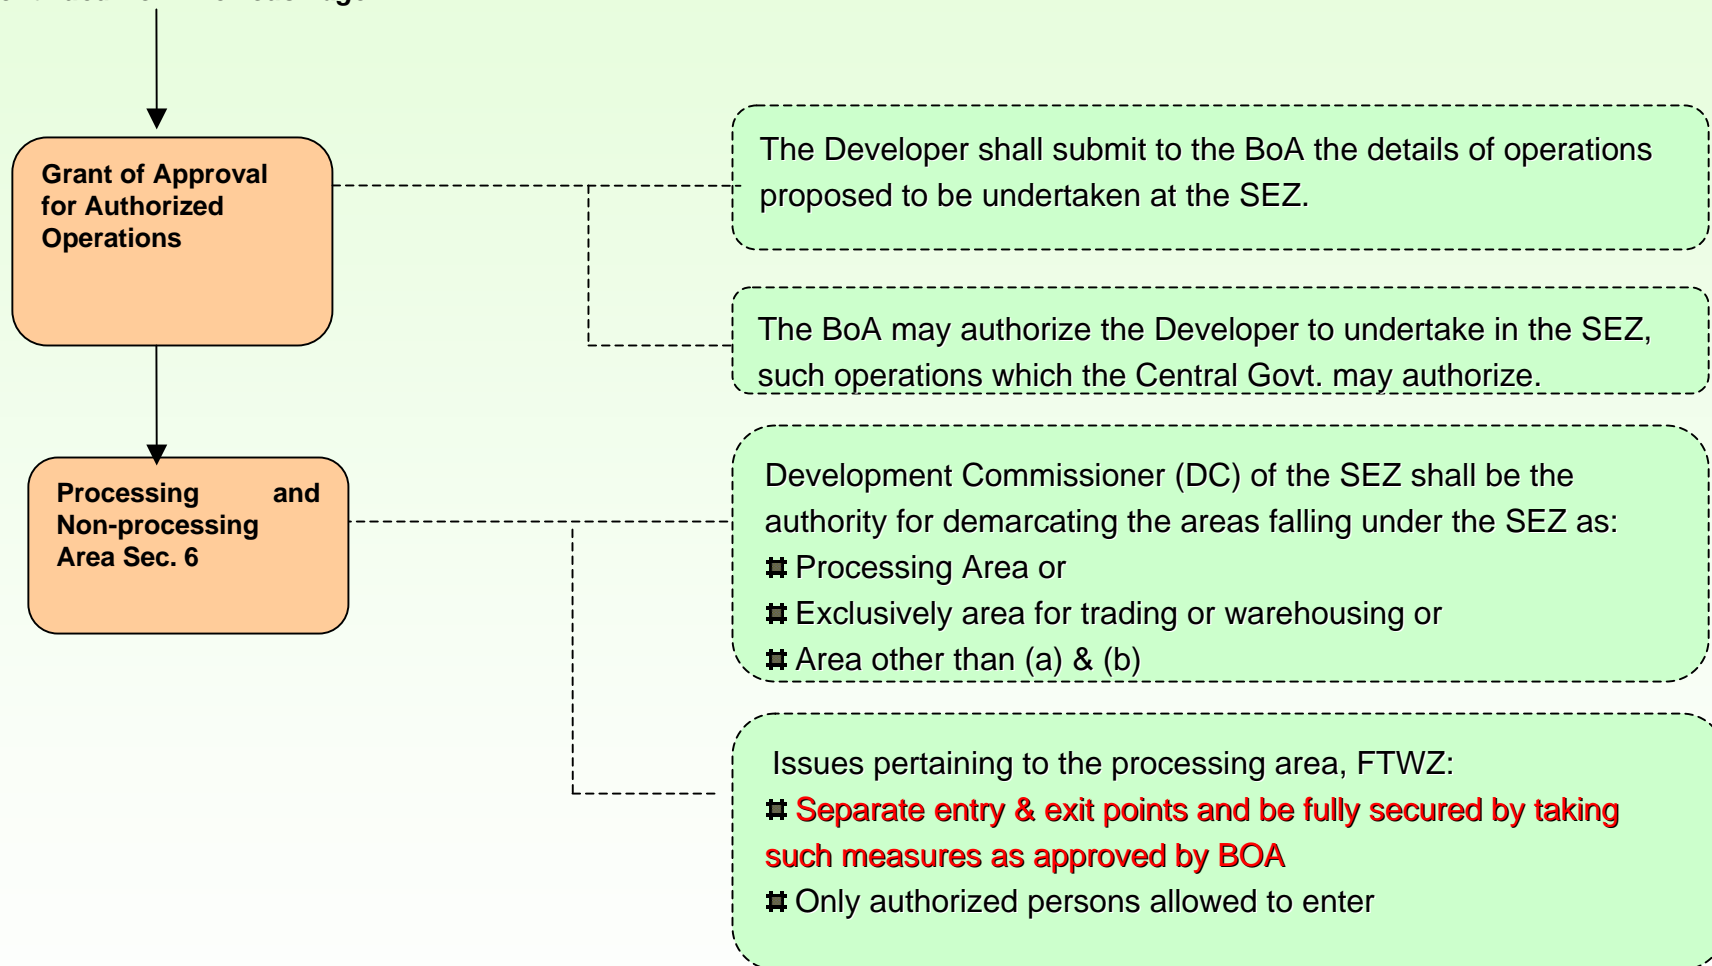 Grant of Approval
for Authorized
Operations
The Developer shall submit to the BoA the details of operations
proposed to be undertaken at the SEZ.
The BoA may authorize the Developer to undertake in the SEZ,
such operations which the Central Govt. may authorize.
Processing and
Non-processing
Area Sec. 6
Development Commissioner (DC) of the SEZ shall be the
authority for demarcating the areas falling under the SEZ as:
Processing Area or
Exclusively area for trading or warehousing or
Area other than (a) & (b)
Issues pertaining to the processing area, FTWZ:
Separate entry & exit points and be fully secured by taking
such measures as approved by BOA
Only authorized persons allowed to enter